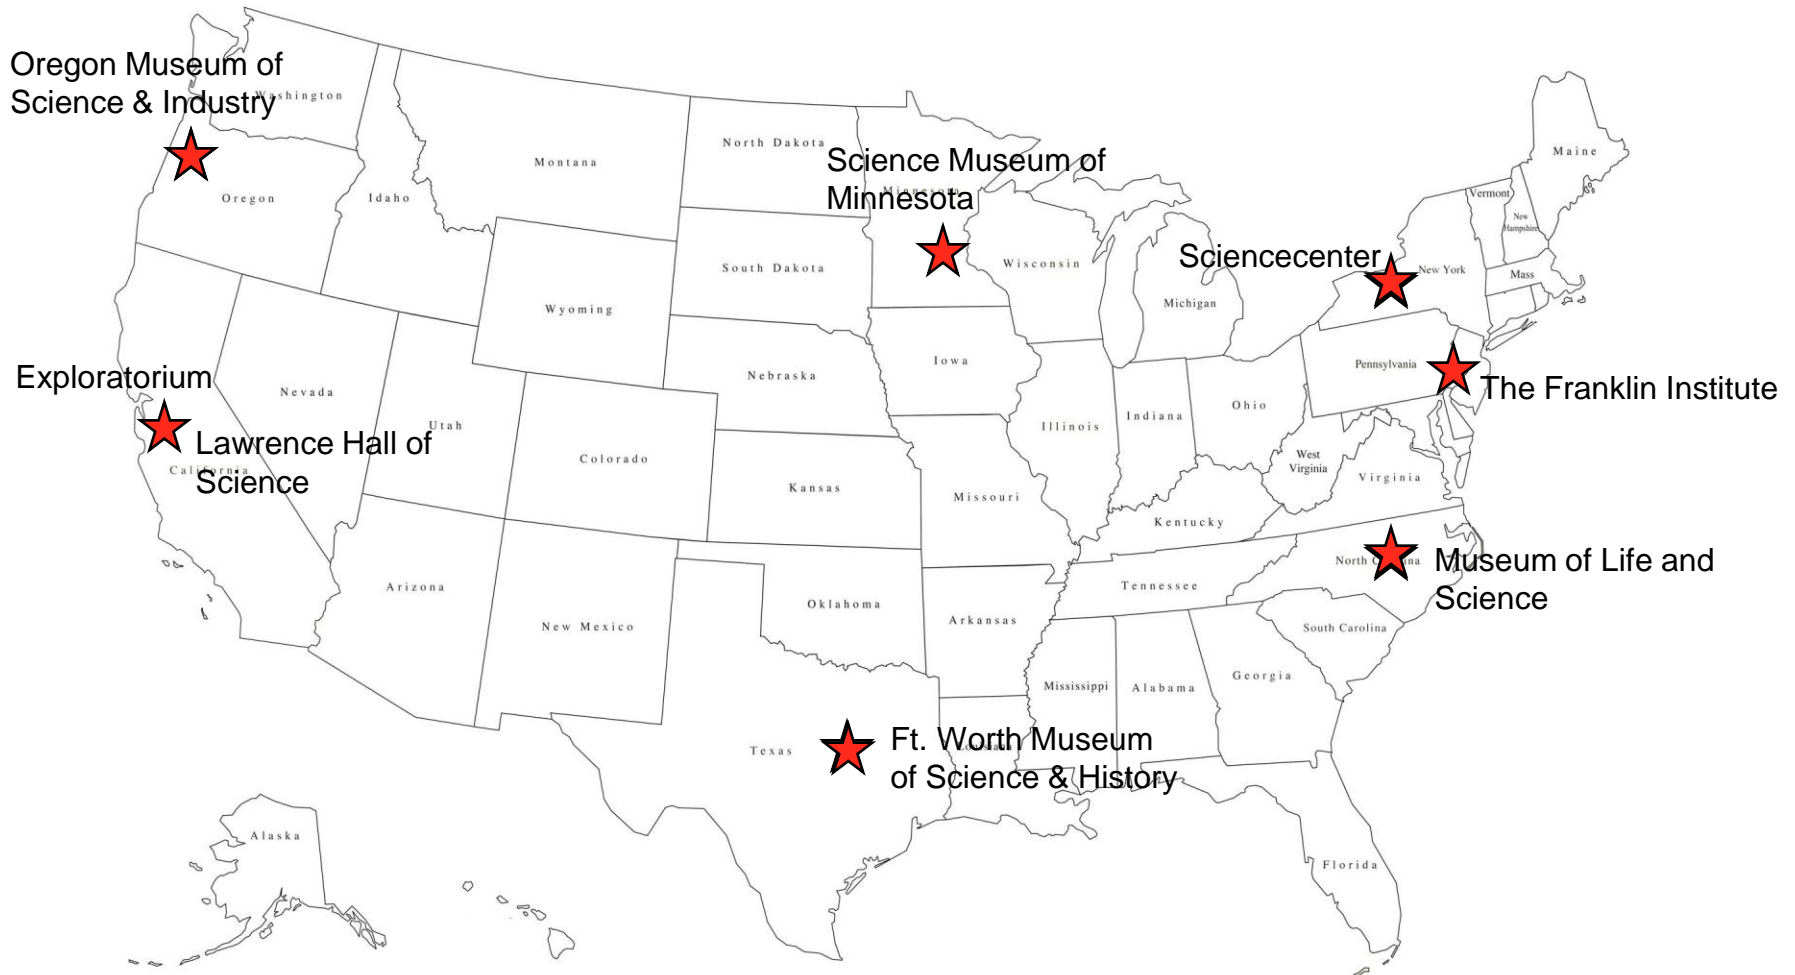 Oregon Museum of
Science & Industry
Washington
Montana
North Dakota
Maine
Science Museum of
Minnesota
Minnesota
Oregon
Idaho
Vermont
New
Hampshire
South Dakota
Wisconsin
Sciencecenter
New York
Mass
Wyoming
Michigan
Iowa
Pennsylvania
Nebraska
The Franklin Institute
Exploratorium
Nevada
Utah
Ohio
Indiana
Illinois
Lawrence Hall of
Science
California
Colorado
West
Virginia
Virginia
Kansas
Missouri
Kentucky
North Carolina
Museum of Life and
Science
Arizona
Tennessee
Oklahoma
Arkansas
New Mexico
South Carolina
Georgia
Mississippi
Alabama
Texas
Ft. Worth Museum
of Science & History
Louisiana
Alaska
Florida